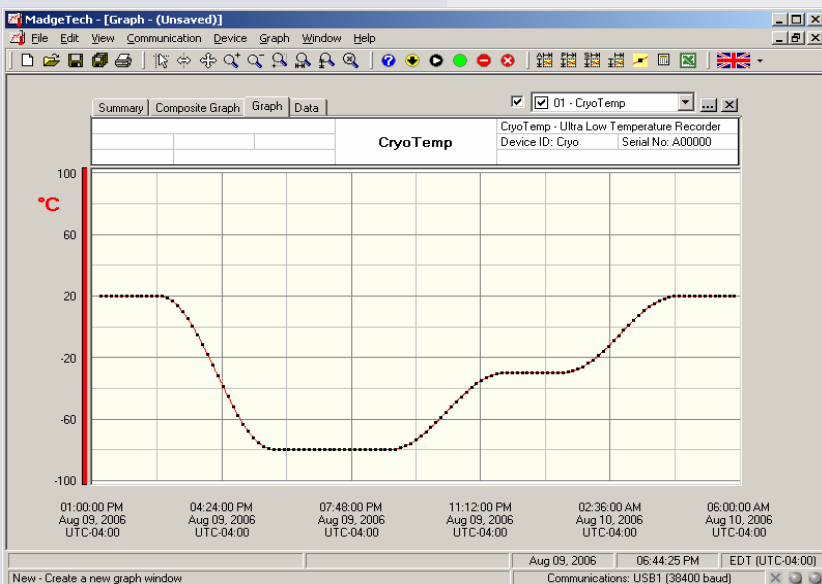 MadgeTech - [Graph - (Unsaved)]
File Edit View Communication Device Graph Window Help
Summary Composite Graph Graph Data
01 - CryoTemp
...
CryoTemp
CryoTemp - Ultra Low Temperature Recorder
Device ID: Cryo Serial No: A00000
°C
100
60
20
-20
-60
-100
01:00:00 PM 04:24:00 PM 07:48:00 PM 11:12:00 PM 02:36:00 AM 06:00:00 AM
Aug 09, 2006 Aug 09, 2006 Aug 09, 2006 Aug 09, 2006 Aug 10, 2006 Aug 10, 2006
UTC-04:00 UTC-04:00 UTC-04:00 UTC-04:00 UTC-04:00 UTC-04:00
Aug 09, 2006 06:44:25 PM EDT (UTC-04:00)
New - Create a new graph window Communications: USB1 (38400 baud)